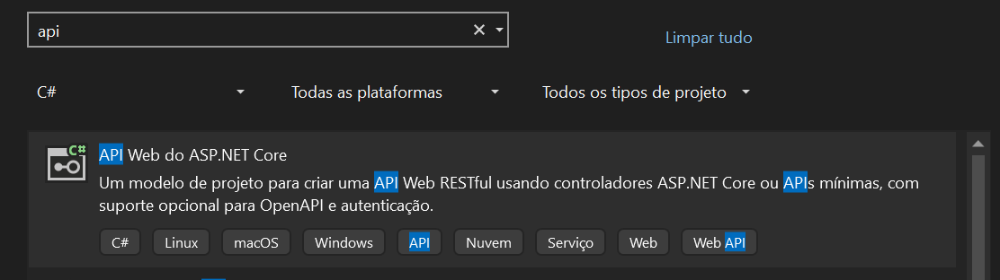 api
Limpar tudo
C#
Todas as plataformas
Todos os tipos de projeto
C#
API Web do ASP.NET Core
Um modelo de projeto para criar uma API Web RESTful usando controladores ASP.NET Core ou APIs mínimas, com
suporte opcional para OpenAPI e autenticação.
C#
Linux
macOS
Windows
API
Nuvem
Serviço
Web
Web API